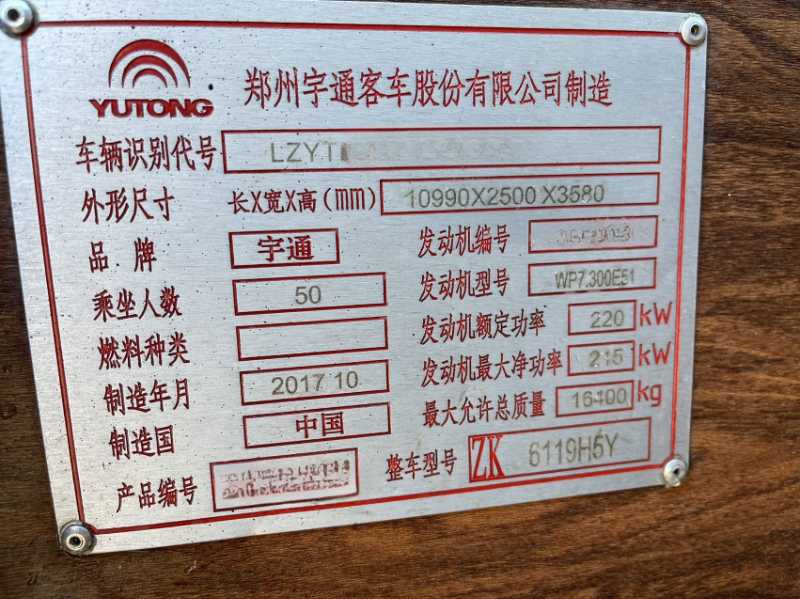 YUTONG
郑州宇通客车股份有限公司制造
车辆识别代号 LZYT
外形尺寸 长X宽X高(mm) 10990X2500X3580
品牌 宇通 发动机编号
乘坐人数 50 发动机型号 WP7.300E51
燃料种类 发动机额定功率 220 kW
制造年月 2017 10 发动机最大净功率 215 kW
制造国 中国 最大允许总质量 16400 kg
产品编号 整车型号 ZK 6119H5Y